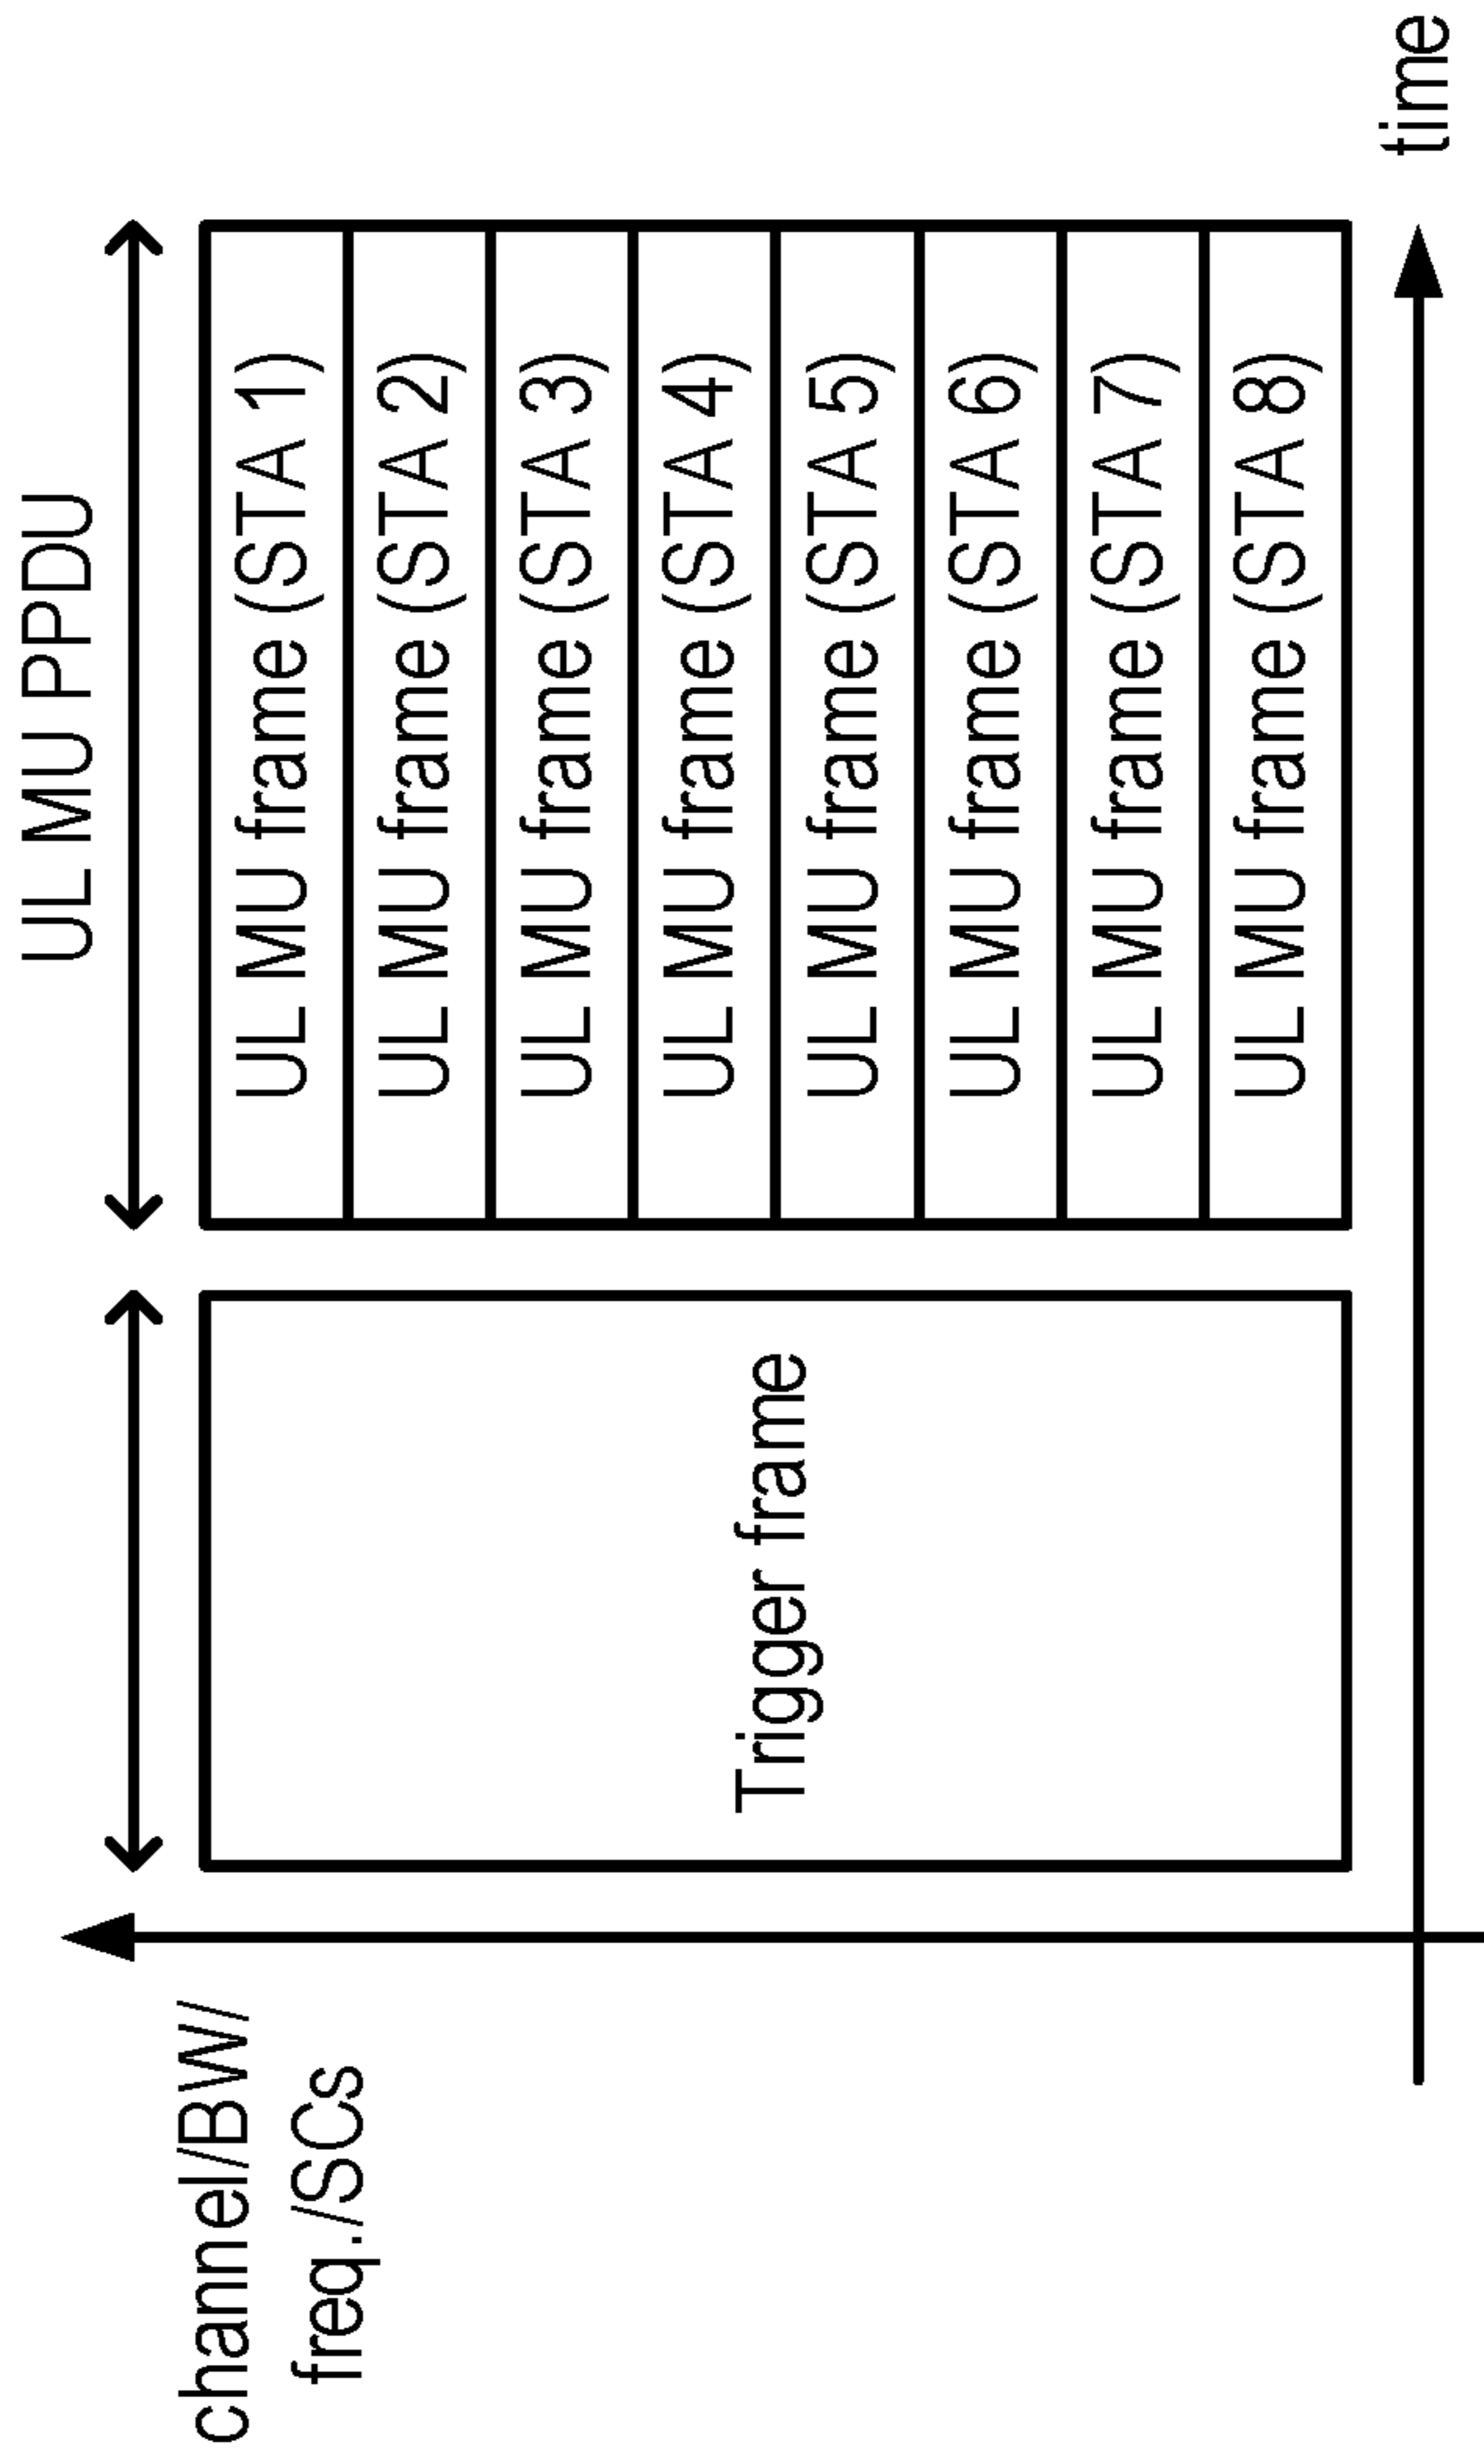 UL MU PPDU
channel/BW/
freq./SCs
Trigger frame
UL MU frame (STA 1)
UL MU frame (STA 2)
UL MU frame (STA 3)
UL MU frame (STA 4)
UL MU frame (STA 5)
UL MU frame (STA 6)
UL MU frame (STA 7)
UL MU frame (STA 8)
time